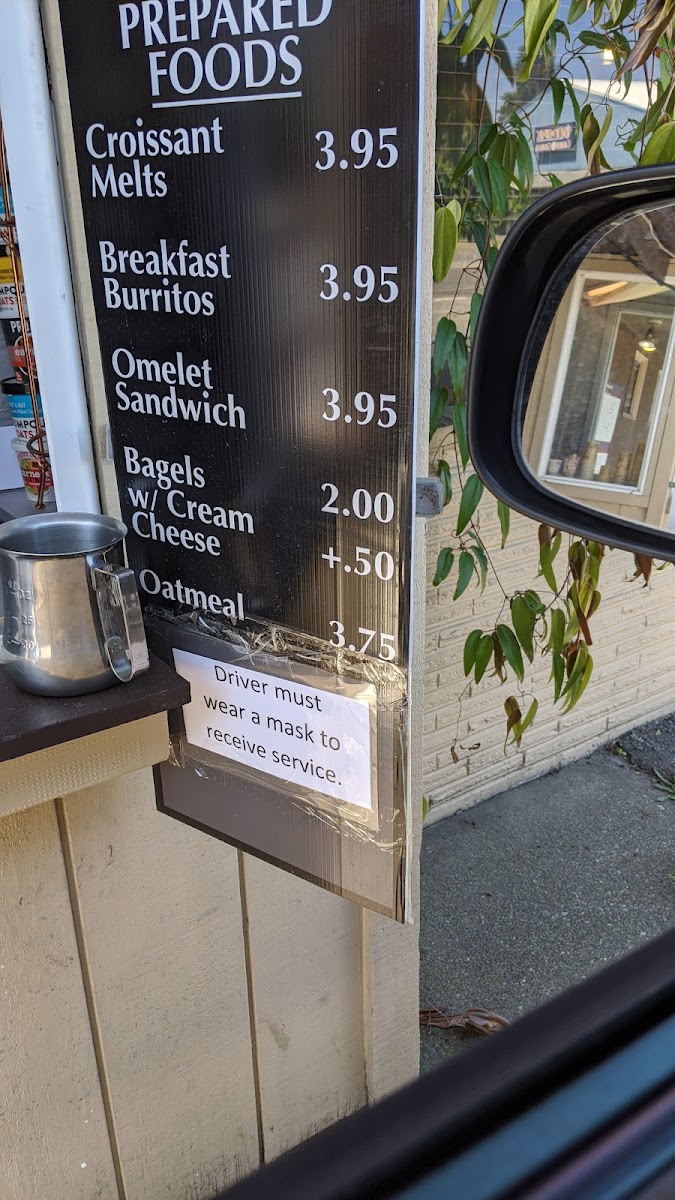 PREPARED
FOODS
Croissant
Melts
3.95
Breakfast
Burritos
3.95
Omelet
Sandwich
3.95
Bagels
w/ Cream
Cheese
2.00
+.50
Oatmeal
3.75
Driver must
wear a mask to
receive service.